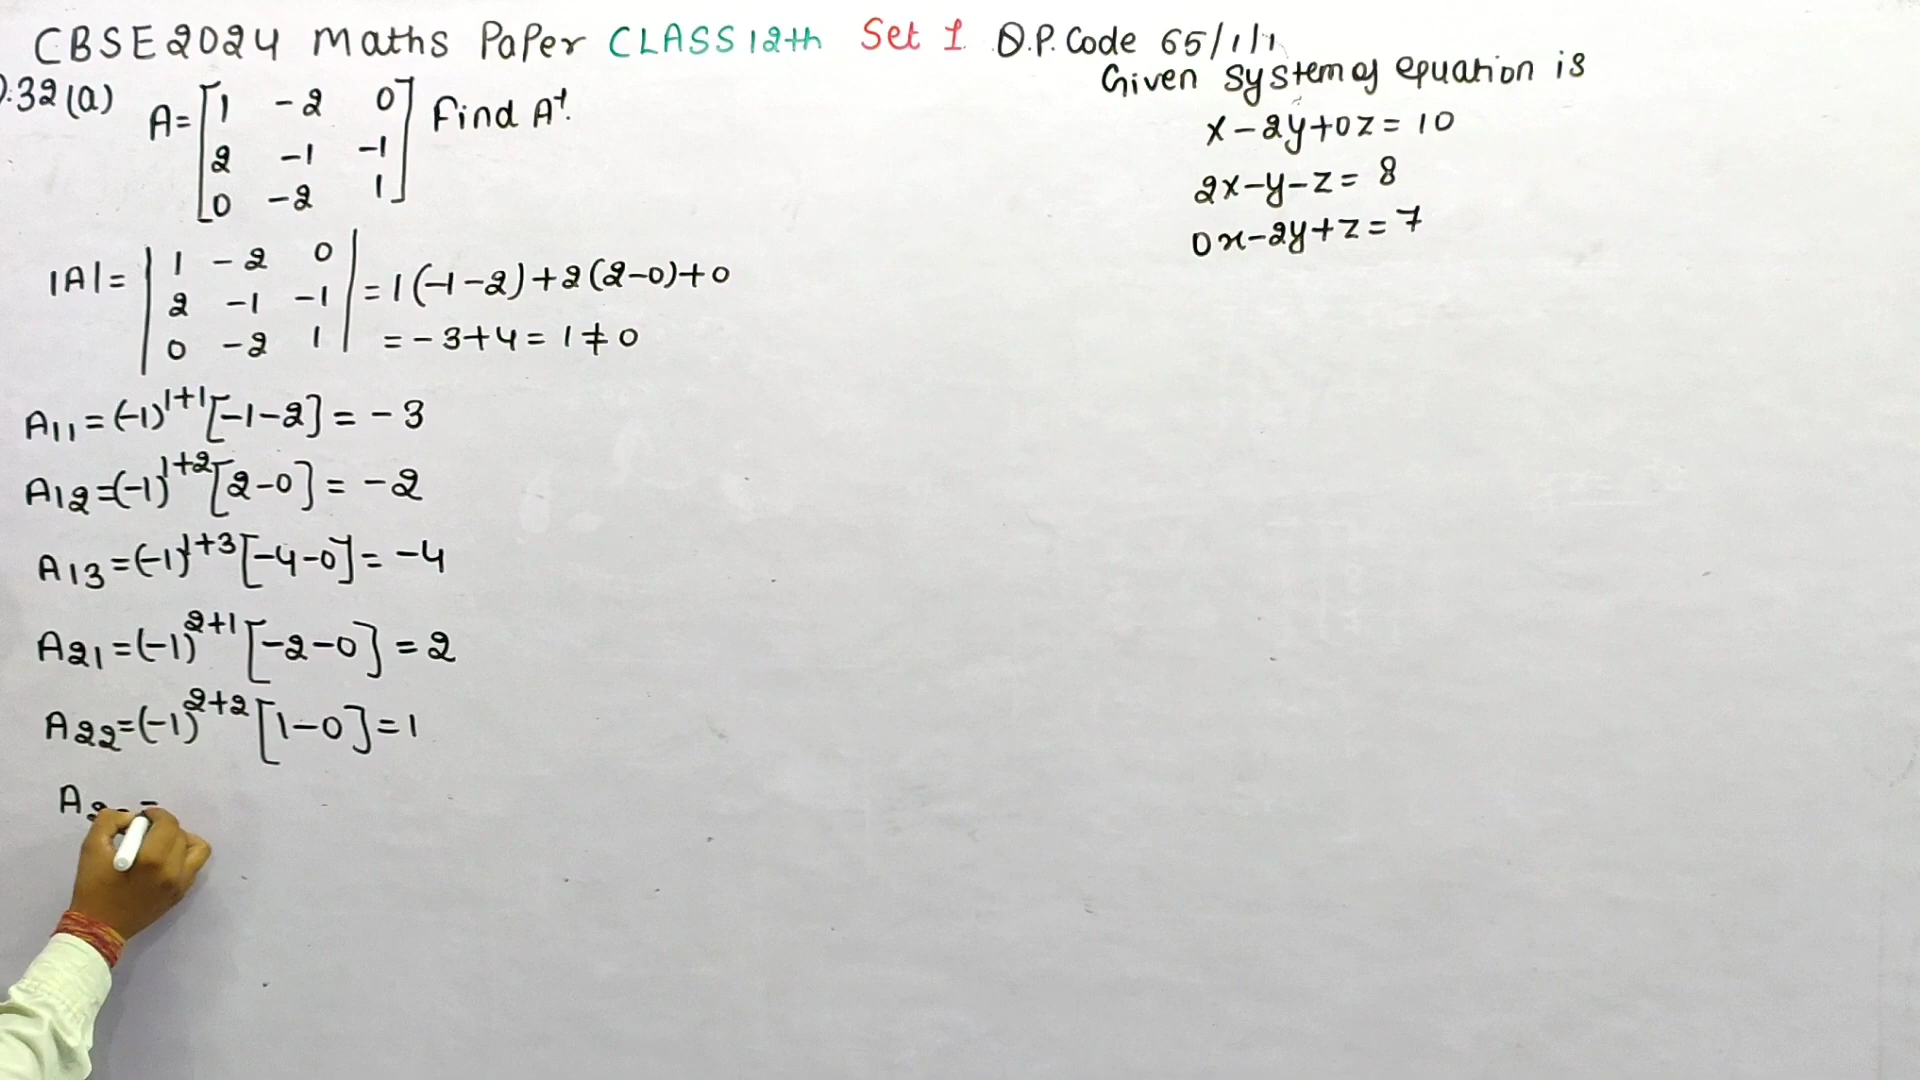 CBSE 2024 Maths Paper CLASS 12th Set 1 Q.P. Code 65/1/1
.32(a) A = [1 -2 0] Find A⁻¹.
[2 -1 -1]
[0 -2 1]
|A| = |1 -2 0| = 1(-1-2)+2(2-0)+0
|2 -1 -1|
|0 -2 1| = -3+4 = 1 ≠ 0
A11 = (-1)^1+1 [-1-2] = -3
A12 = (-1)^1+2 [2-0] = -2
A13 = (-1)^1+3 [-4-0] = -4
A21 = (-1)^2+1 [-2-0] = 2
A22 = (-1)^2+2 [1-0] = 1
A
Given System of equation is
x-2y+0z = 10
2x-y-z = 8
0x-2y+z = 7